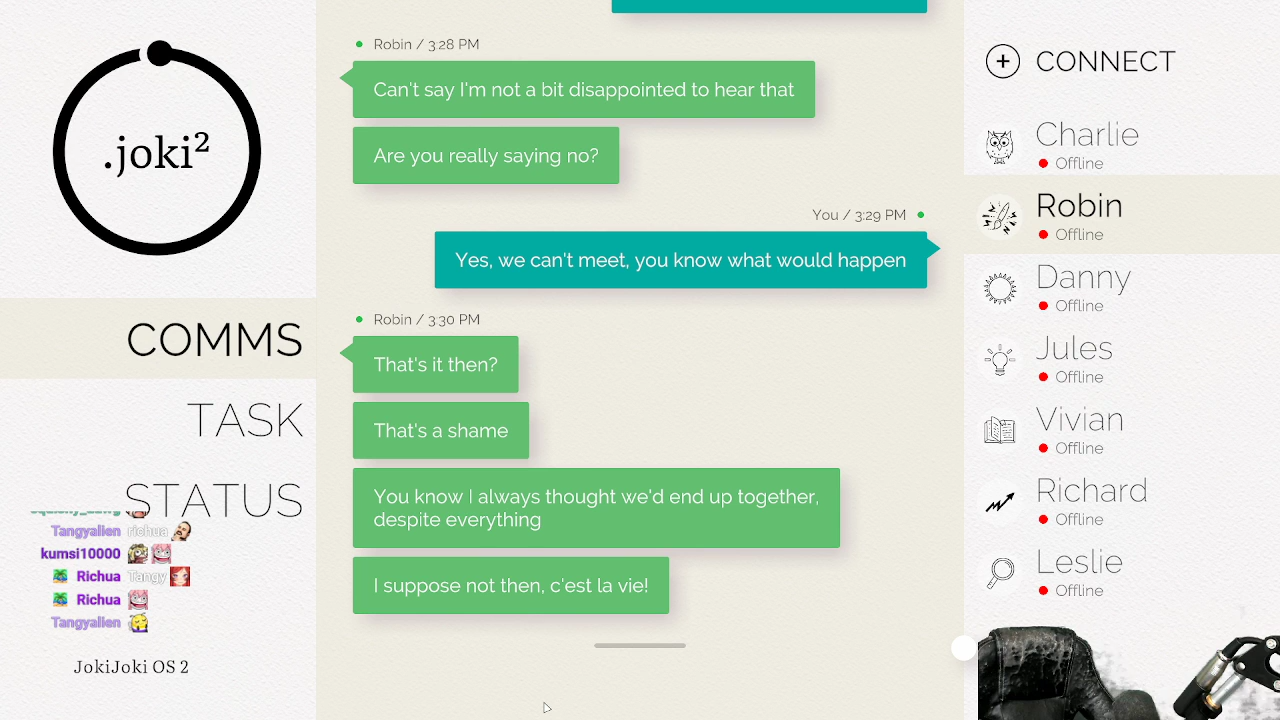 .joki²
COMMS
TASK
STATUS
Tangyalien richua
kumsi10000
Richua Tangy
Richua
Tangyalien
JokiJoki OS 2
Robin / 3:28 PM
Can't say I'm not a bit disappointed to hear that
Are you really saying no?
You / 3:29 PM
Yes, we can't meet, you know what would happen
Robin / 3:30 PM
That's it then?
That's a shame
You know I always thought we'd end up together,
despite everything
I suppose not then, c'est la vie!
CONNECT
Charlie
Offline
Robin
Offline
Danny
Offline
Jules
Offline
Vivian
Offline
Richard
Offline
Leslie
Offline